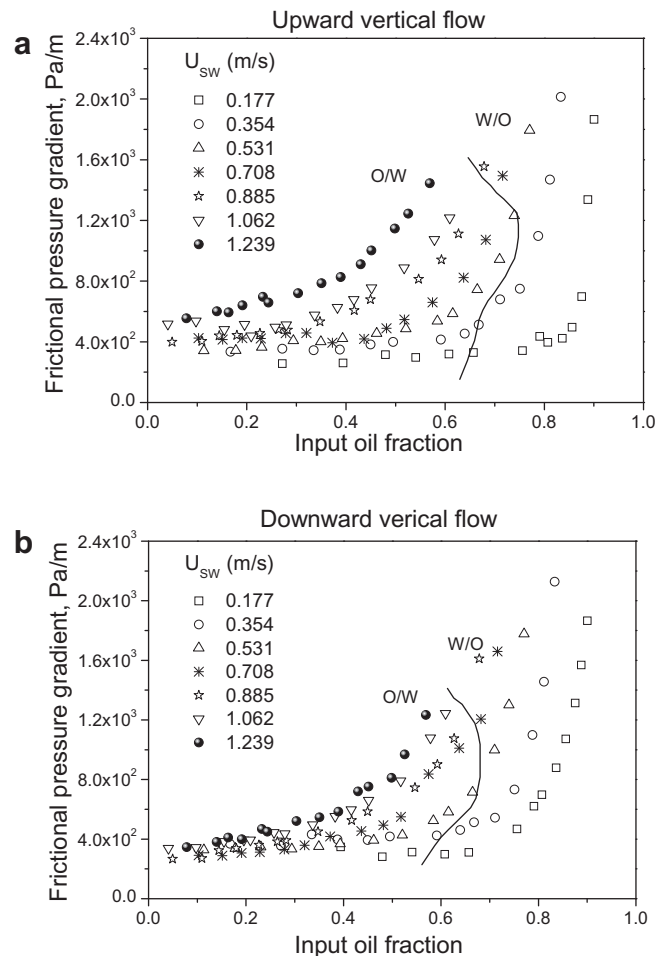 Upward vertical flow
a
2.4x10³
2.0x10³
1.6x10³
1.2x10³
8.0x10²
4.0x10²
0.0
Frictional pressure gradient, Pa/m
U_SW (m/s)
0.177
0.354
0.531
0.708
0.885
1.062
1.239
O/W
W/O
0.0 0.2 0.4 0.6 0.8 1.0
Input oil fraction
Downward verical flow
b
2.4x10³
2.0x10³
1.6x10³
1.2x10³
8.0x10²
4.0x10²
0.0
Frictional pressure gradient, Pa/m
U_SW (m/s)
0.177
0.354
0.531
0.708
0.885
1.062
1.239
O/W
W/O
0.0 0.2 0.4 0.6 0.8 1.0
Input oil fraction